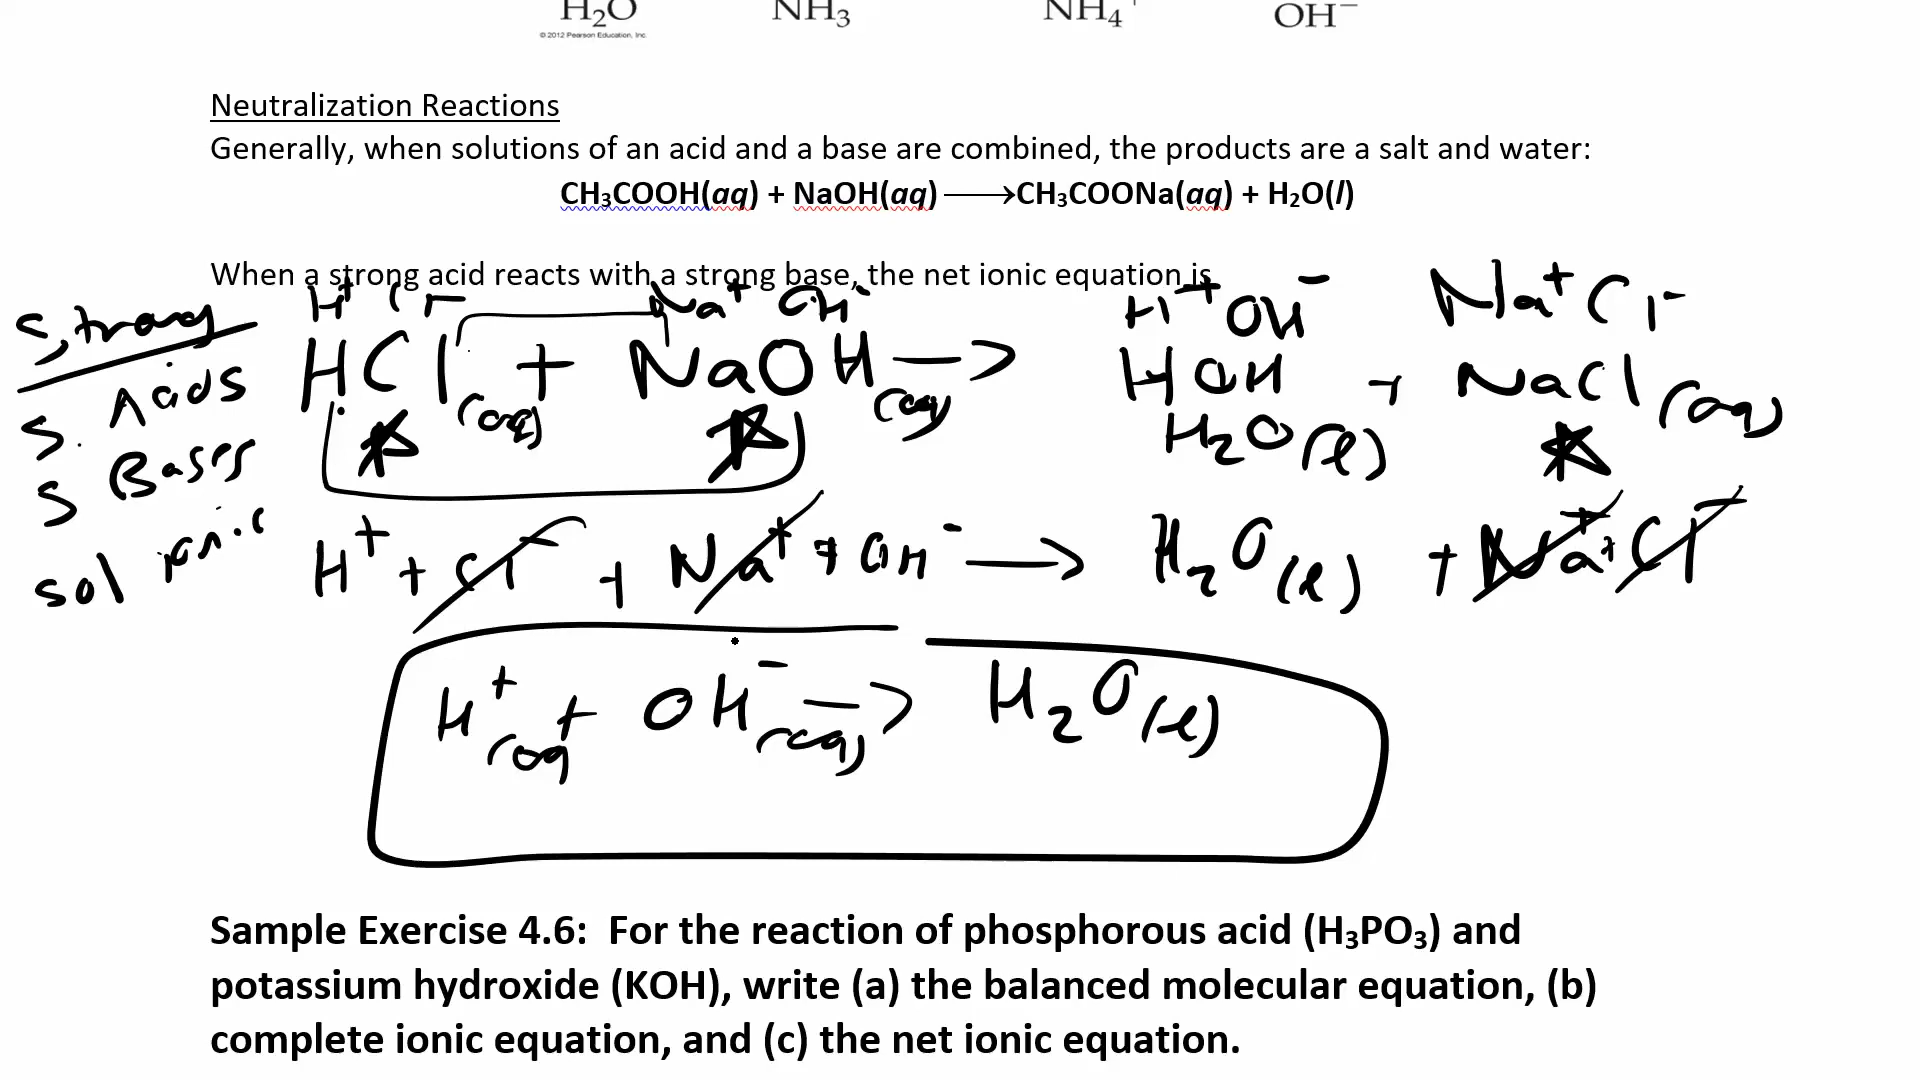 H₂O NH₃ NH₄⁺ OH⁻
© 2012 Pearson Education, Inc
Neutralization Reactions
Generally, when solutions of an acid and a base are combined, the products are a salt and water:
CH₃COOH(aq) + NaOH(aq) ⟶CH₃COONa(aq) + H₂O(l)
When a strong acid reacts with a strong base, the net ionic equation is
Strong
S. Acids
S Bases
sol ionic
H⁺ Cl⁻ Na⁺ OH⁻ H⁺ OH⁻ Na⁺ Cl⁻
HCl(aq) + NaOH(aq) → HOH + NaCl(aq)
H₂O(l)
H⁺ + Cl⁻ + Na⁺ + OH⁻ → H₂O(l) + Na⁺ + Cl⁻
H⁺(aq) + OH⁻(aq) → H₂O(l)
Sample Exercise 4.6: For the reaction of phosphorous acid (H₃PO₃) and
potassium hydroxide (KOH), write (a) the balanced molecular equation, (b)
complete ionic equation, and (c) the net ionic equation.